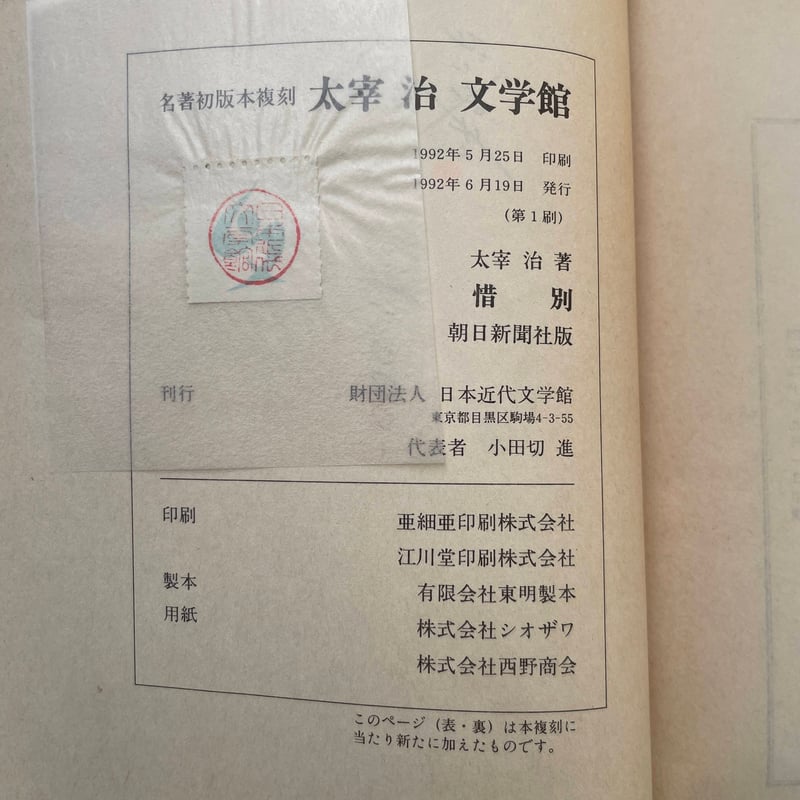 名著初版本複刻 太宰 治 文学館
1992年5月25日 印刷
1992年6月19日 発行
(第1刷)
太宰 治 著
惜 別
朝日新聞社版
刊行 財団法人 日本近代文学館
東京都目黒区駒場4-3-55
代表者 小田切 進
印刷 亜細亜印刷株式会社
江川堂印刷株式会社
製本 有限会社東明製本
用紙 株式会社シオザワ
株式会社西野商会
このページ(表・裏)は本複刻に
当たり新たに加えたものです。